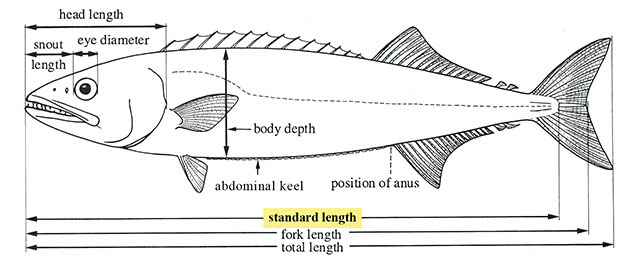 head length
snout
length
eye diameter
body depth
abdominal keel
position of anus
standard length
fork length
total length